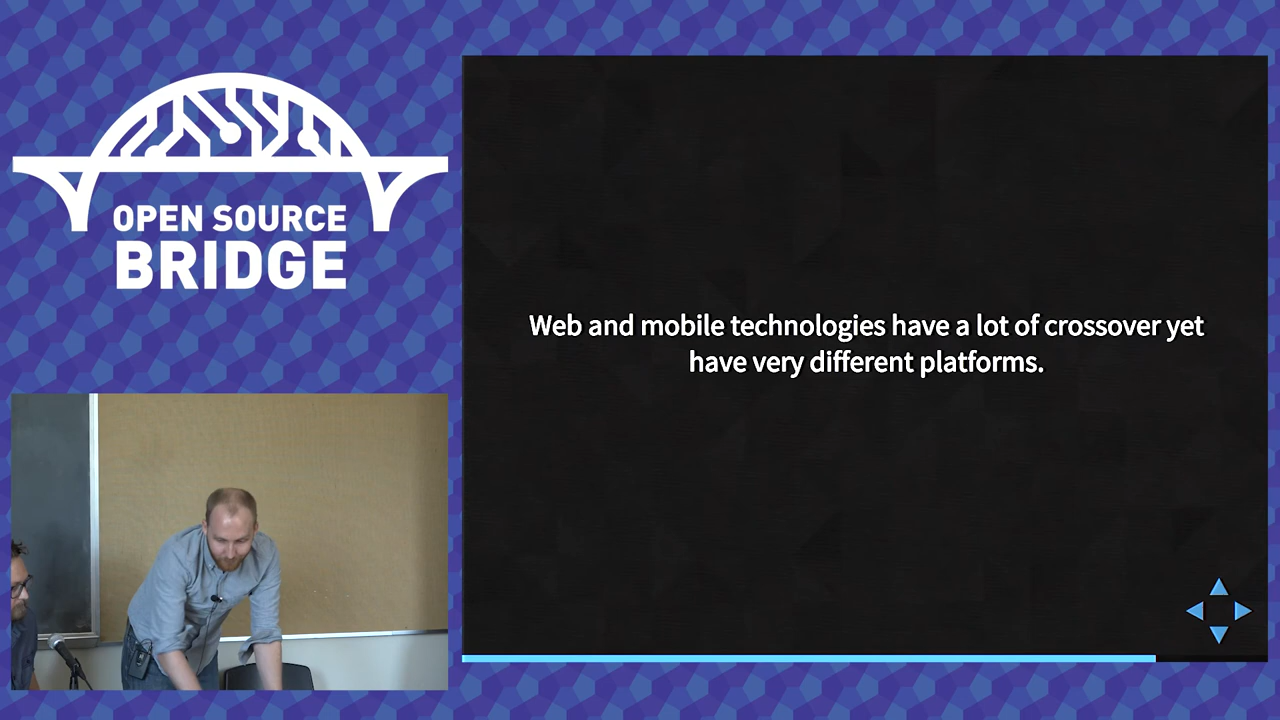 OPEN SOURCE
BRIDGE
Web and mobile technologies have a lot of crossover yet
have very different platforms.